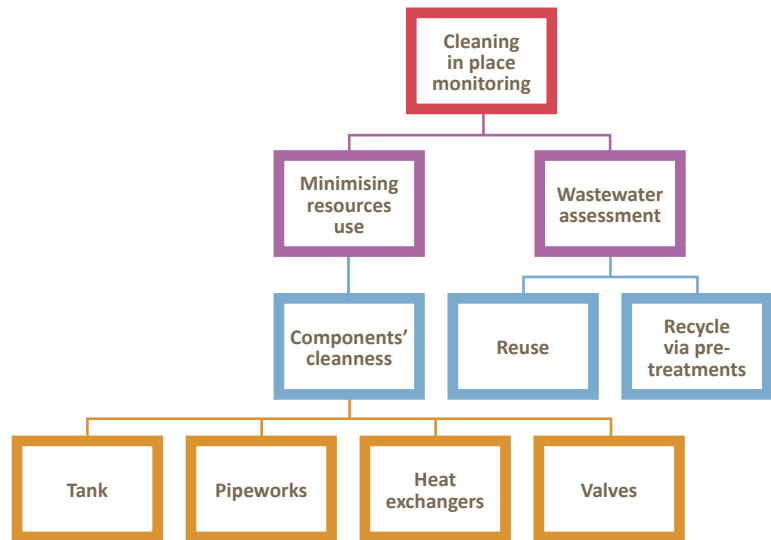 Cleaning
in place
monitoring
Minimising
resources
use
Wastewater
assessment
Components’
cleanness
Reuse
Recycle
via pre-
treatments
Tank
Pipeworks
Heat
exchangers
Valves